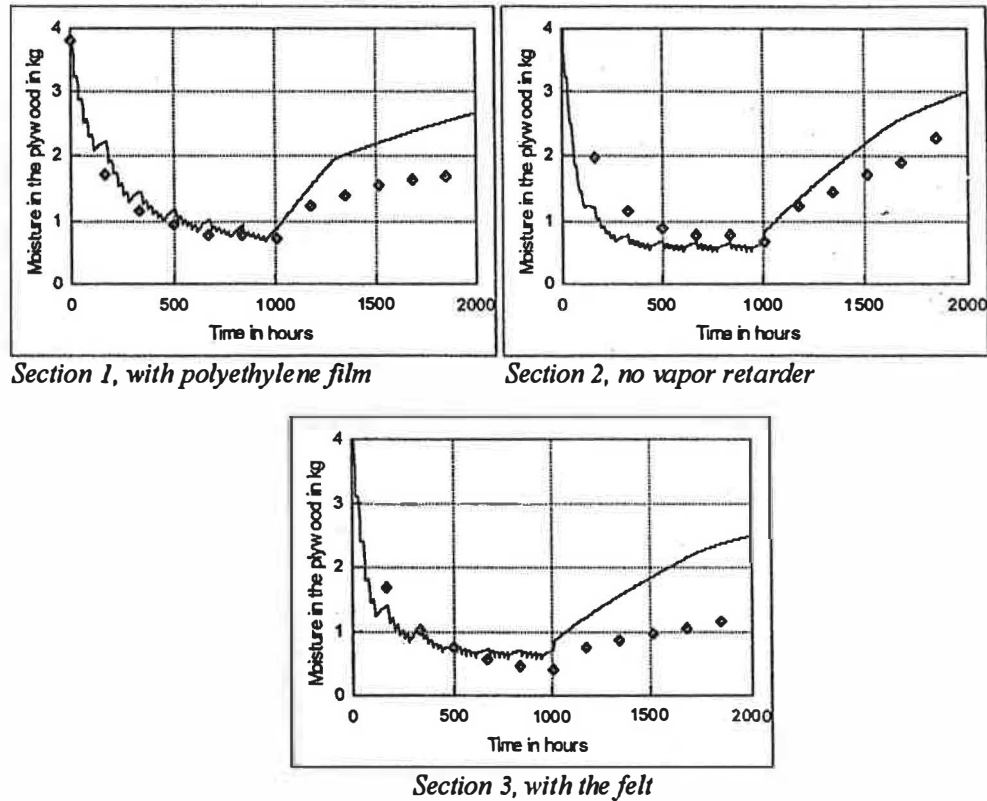 4
3
2
1
0
Moisture in the plywood in kg
0 500 1000 1500 2000
Time in hours
Section 1, with polyethylene film
4
3
2
1
0
Moisture in the plywood in kg
0 500 1000 1500 2000
Time in hours
Section 2, no vapor retarder
4
3
2
1
0
Moisture in the plywood in kg
0 500 1000 1500 2000
Time in hours
Section 3, with the felt